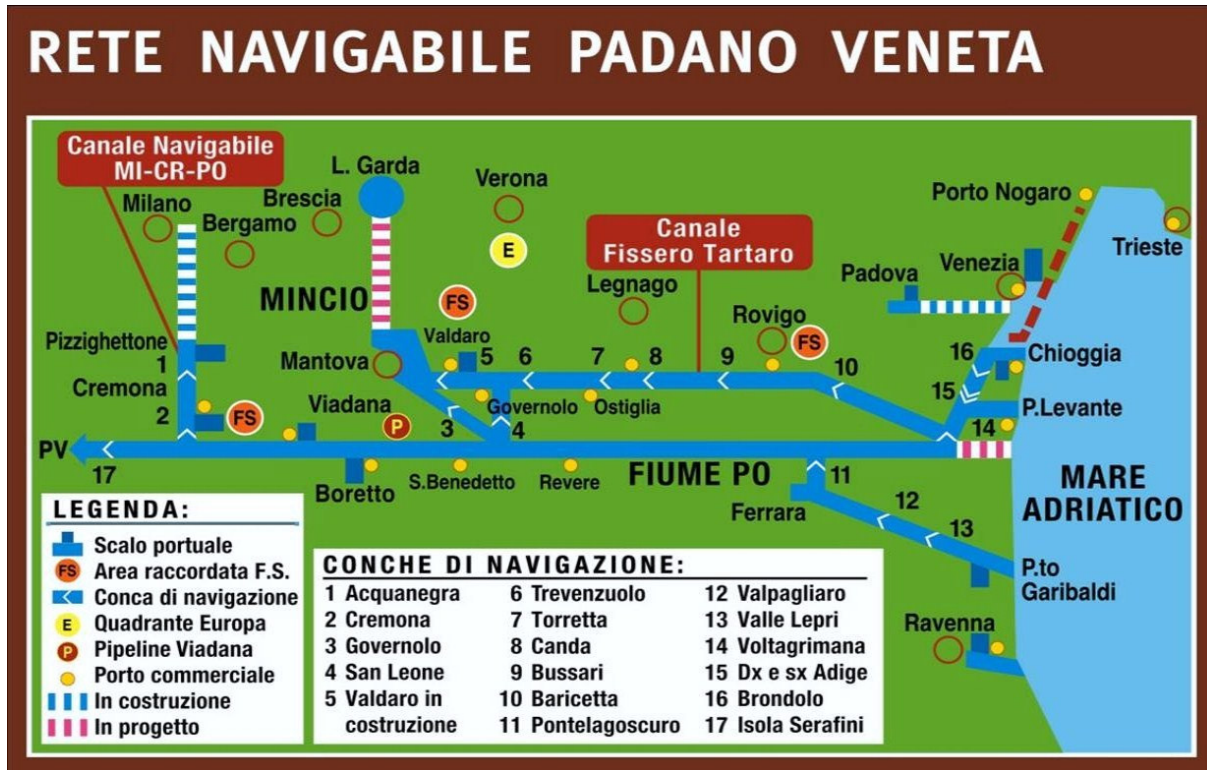 RETE NAVIGABILE PADANO VENETA
Canale Navigabile
MI-CR-PO
Milano
Bergamo
Brescia
L. Garda
Verona
E
Canale
Fissero Tartaro
Legnago
Porto Nogaro
Trieste
Venezia
Padova
MINCIO
FS
Valdaro
Rovigo
FS
Pizzighettone
1
Cremona
2
FS
Mantova
5
6
7
8
9
10
16
Chioggia
15
P.Levante
14
Viadana
P
Governolo
Ostiglia
3
4
PV
17
Boretto
S.Benedetto
Revere
FIUME PO
11
Ferrara
12
13
MARE
ADRIATICO
P.to
Garibaldi
Ravenna
LEGENDA:
Scalo portuale
FS Area raccordata F.S.
Conca di navigazione
E Quadrante Europa
P Pipeline Viadana
Porto commerciale
In costruzione
In progetto
CONCHE DI NAVIGAZIONE:
1 Acquanegra
2 Cremona
3 Governolo
4 San Leone
5 Valdaro in
costruzione
6 Trevenzuolo
7 Torretta
8 Canda
9 Bussari
10 Baricetta
11 Pontelagoscuro
12 Valpagliaro
13 Valle Lepri
14 Voltagrimana
15 Dx e sx Adige
16 Brondolo
17 Isola Serafini